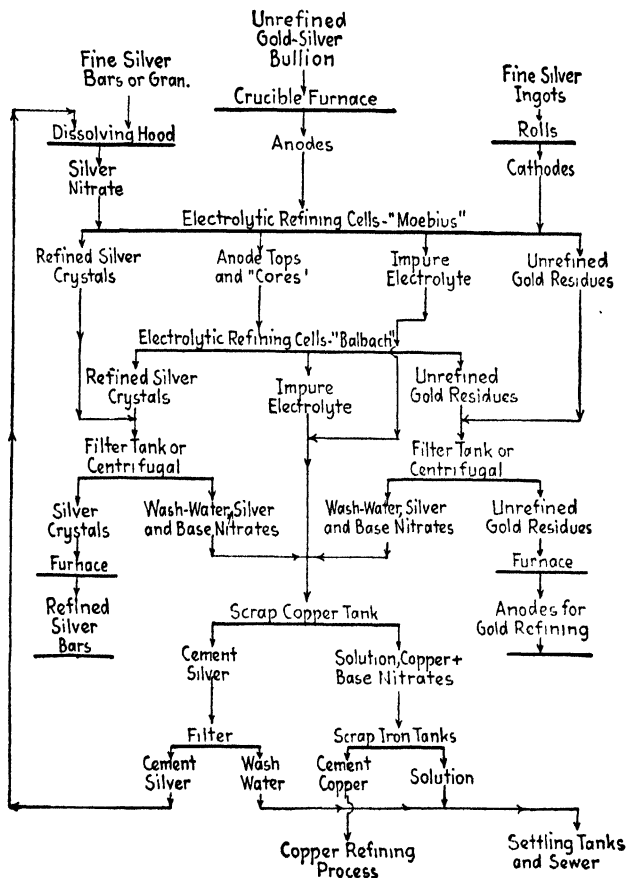 Unrefined
Gold-Silver
Bullion
Fine Silver
Bars or Gran.
Fine Silver
Ingots
Crucible Furnace
Dissolving Hood
Rolls
Anodes
Silver
Nitrate
Cathodes
Electrolytic Refining Cells-"Moebius"
Refined Silver
Crystals
Anode Tops
and "Cores'
Impure
Electrolyte
Unrefined
Gold Residues
Electrolytic Refining Cells-"Balbach"
Refined Silver
Crystals
Impure
Electrolyte
Unrefined
Gold Residues
Filter Tank or
Centrifugal
Filter Tank or
Centrifugal
Silver
Crystals
Wash-Water, Silver
and Base Nitrates
Wash-Water, Silver
and Base Nitrates
Unrefined
Gold Residues
Furnace
Furnace
Refined
Silver
Bars
Scrap Copper Tank
Anodes for
Gold Refining
Cement
Silver
Solution, Copper +
Base Nitrates
Filter
Scrap Iron Tanks
Cement
Silver
Wash
Water
Cement
Copper
Solution
Copper Refining
Process
Settling Tanks
and Sewer